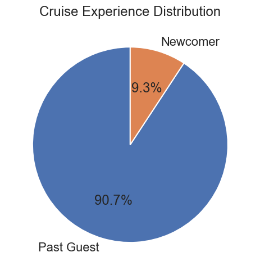 Cruise Experience Distribution
Newcomer
9.3%
90.7%
Past Guest